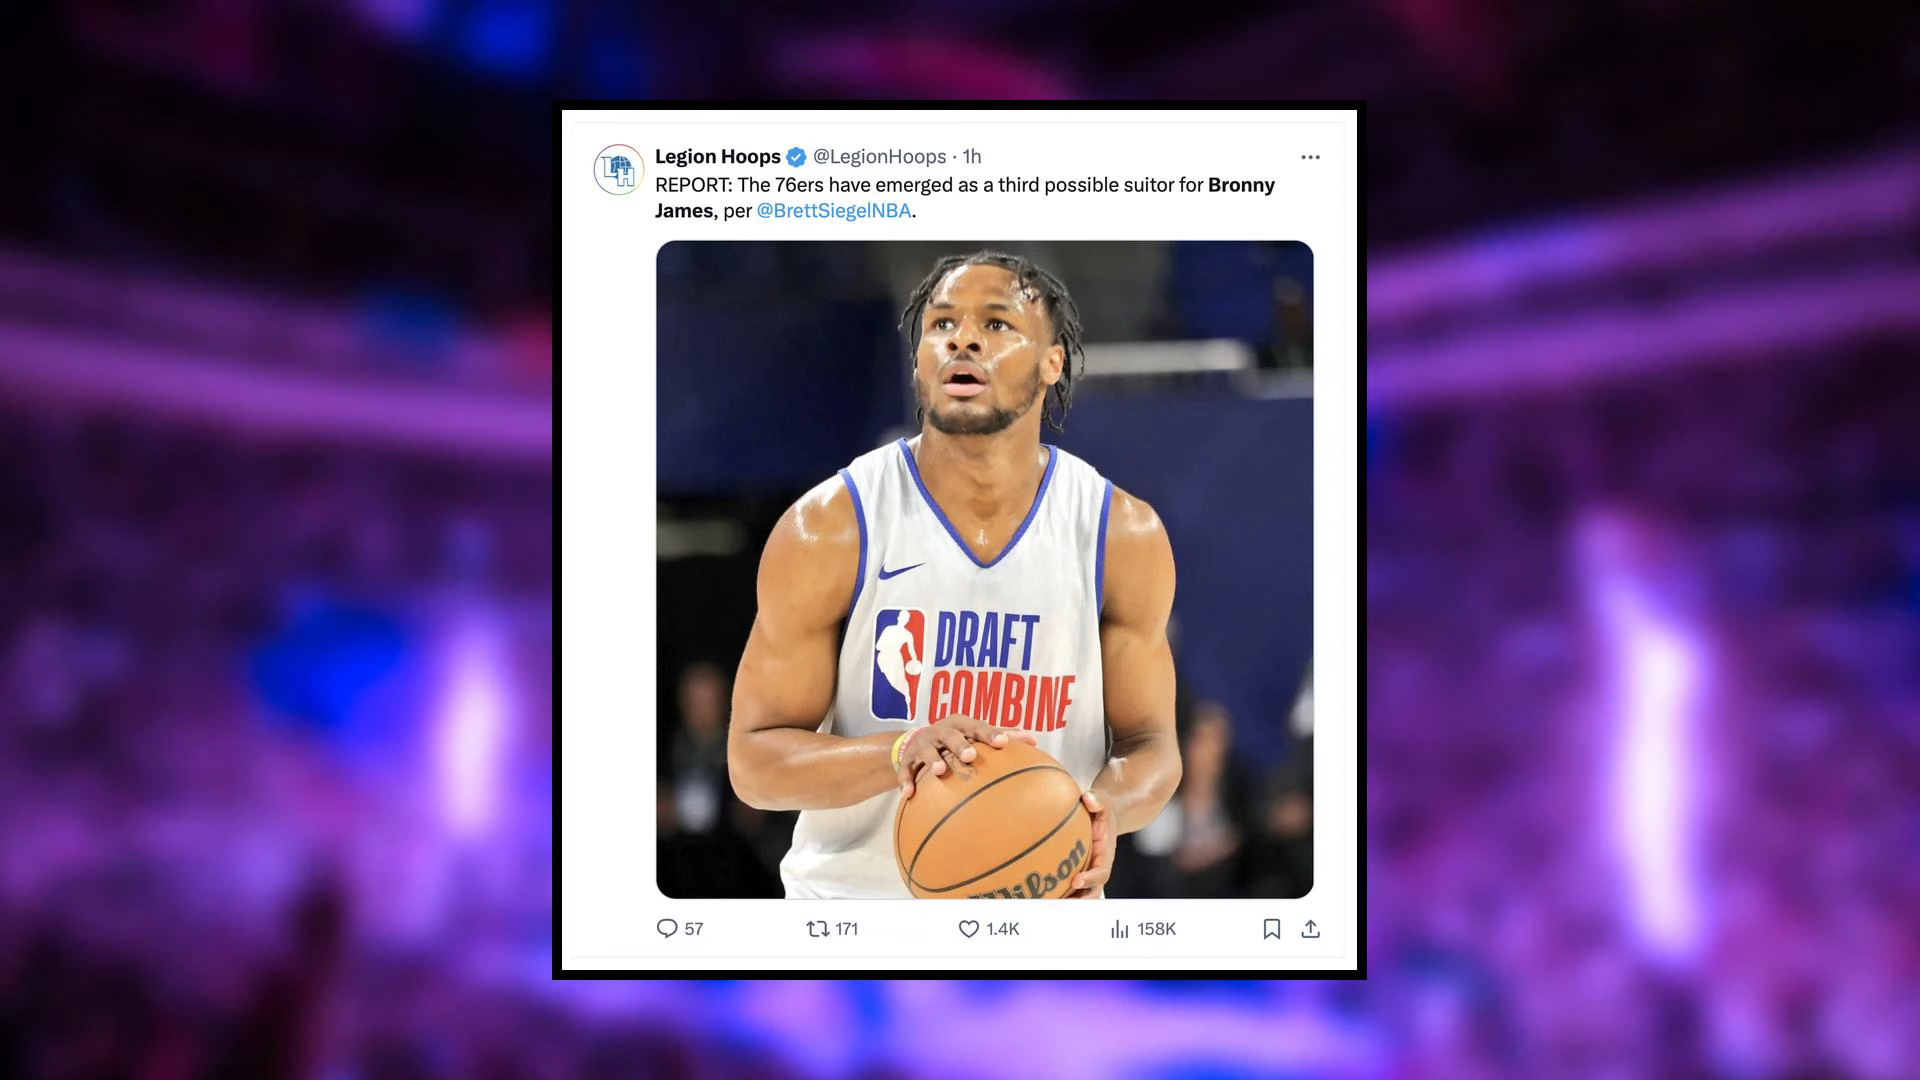 Legion Hoops @LegionHoops · 1h
REPORT: The 76ers have emerged as a third possible suitor for Bronny
James, per @BrettSiegelNBA.
LH
DRAFT
COMBINE
Wilson
57 171 1.4K 158K